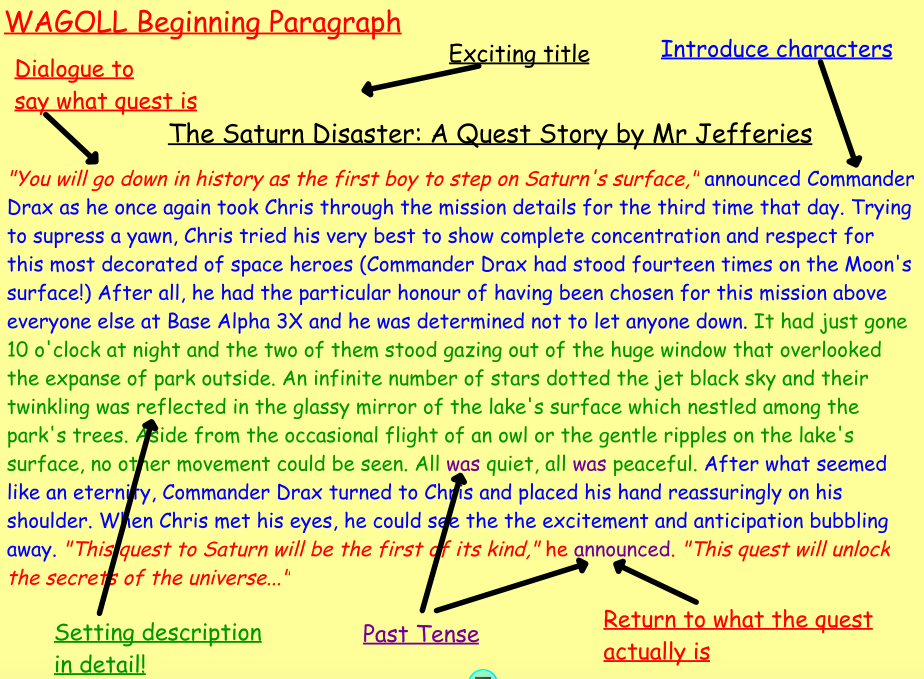 WAGOLL Beginning Paragraph
Exciting title
Introduce characters
Dialogue to
say what quest is
The Saturn Disaster: A Quest Story by Mr Jefferies
"You will go down in history as the first boy to step on Saturn's surface," announced Commander
Drax as he once again took Chris through the mission details for the third time that day. Trying
to supress a yawn, Chris tried his very best to show complete concentration and respect for
this most decorated of space heroes (Commander Drax had stood fourteen times on the Moon's
surface!) After all, he had the particular honour of having been chosen for this mission above
everyone else at Base Alpha 3X and he was determined not to let anyone down. It had just gone
10 o'clock at night and the two of them stood gazing out of the huge window that overlooked
the expanse of park outside. An infinite number of stars dotted the jet black sky and their
twinkling was reflected in the glassy mirror of the lake's surface which nestled among the
park's trees. Aside from the occasional flight of an owl or the gentle ripples on the lake's
surface, no other movement could be seen. All was quiet, all was peaceful. After what seemed
like an eternity, Commander Drax turned to Chris and placed his hand reassuringly on his
shoulder. When Chris met his eyes, he could see the the excitement and anticipation bubbling
away. "This quest to Saturn will be the first of its kind," he announced. "This quest will unlock
the secrets of the universe..."
Setting description
in detail!
Past Tense
Return to what the quest
actually is